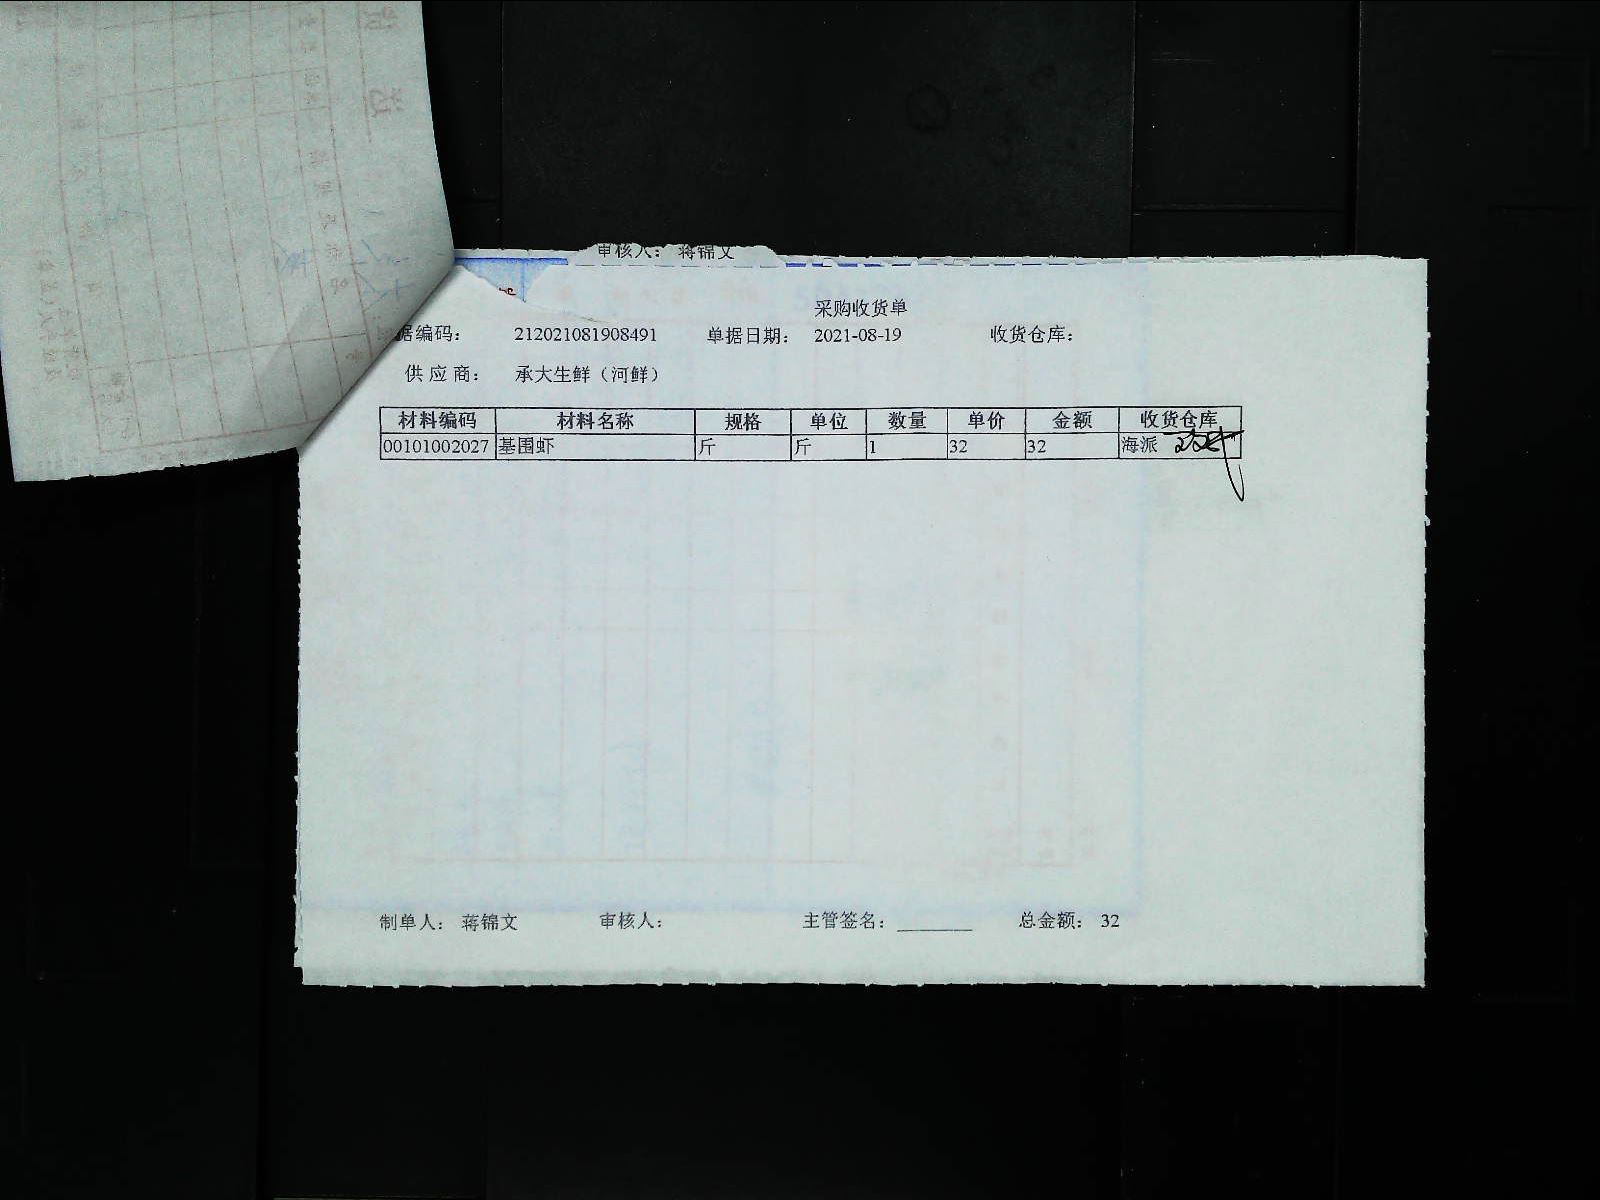 审核人： 蒋锦文
采购收货单
据编码： 212021081908491 单据日期： 2021-08-19 收货仓库：
供 应 商： 承大生鲜（河鲜）
材料编码 材料名称 规格 单位 数量 单价 金额 收货仓库
00101002027 基围虾 斤 斤 1 32 32 海派
制单人： 蒋锦文 审核人： 主管签名： ________ 总金额： 32